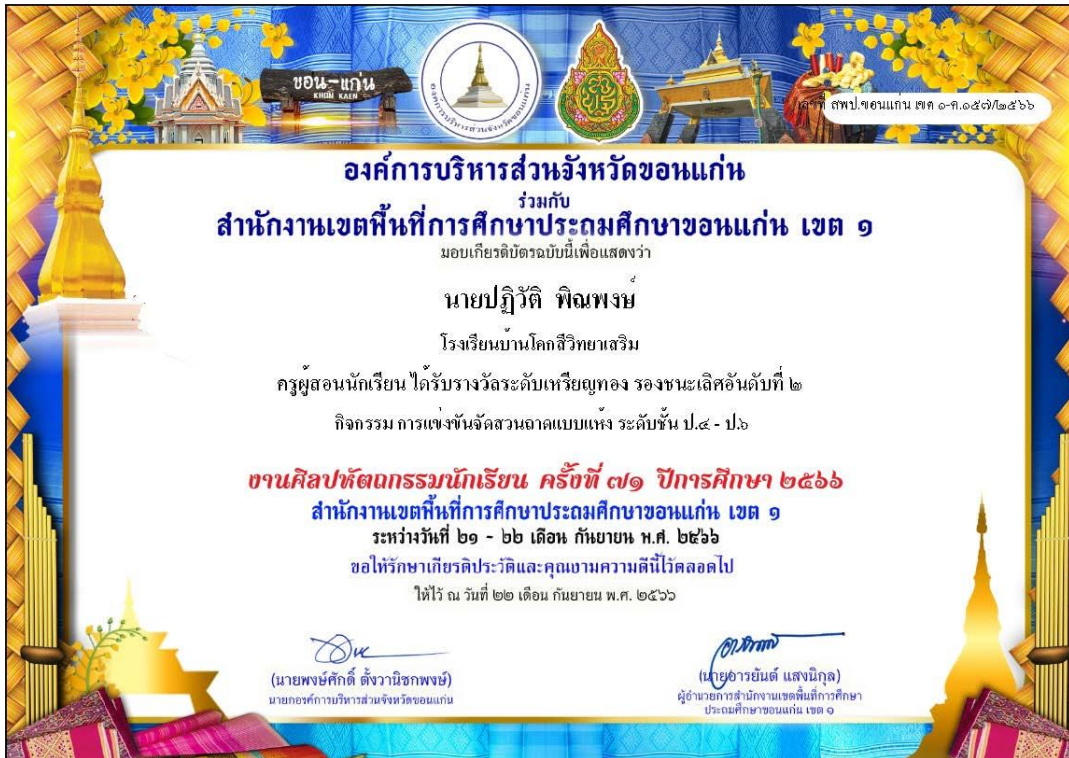 ขอน-แก่น
KHON KAEN
องค์การบริหารส่วนจังหวัดขอนแก่น
เลขที่ สพป.ขอนแก่น เขต ๑-ค.๑๕๗/๒๕๖๖
องค์การบริหารส่วนจังหวัดขอนแก่น
ร่วมกับ
สำนักงานเขตพื้นที่การศึกษาประถมศึกษาขอนแก่น เขต ๑
มอบเกียรติบัตรฉบับนี้เพื่อแสดงว่า
นายปฏิวัติ พิณพงษ์
โรงเรียนบ้านโคกสีวิทยาเสริม
ครูผู้สอนนักเรียน ได้รับรางวัลระดับเหรียญทอง รองชนะเลิศอันดับที่ ๒
กิจกรรม การแข่งขันจัดสวนถาดแบบแห้ง ระดับชั้น ป.๔ - ป.๖
งานศิลปหัตถกรรมนักเรียน ครั้งที่ ๗๑ ปีการศึกษา ๒๕๖๖
สำนักงานเขตพื้นที่การศึกษาประถมศึกษาขอนแก่น เขต ๑
ระหว่างวันที่ ๒๑ - ๒๒ เดือน กันยายน พ.ศ. ๒๕๖๖
ขอให้รักษาเกียรติประวัติและคุณงามความดีนี้ไว้ตลอดไป
ให้ไว้ ณ วันที่ ๒๒ เดือน กันยายน พ.ศ. ๒๕๖๖
(นายพงษ์ศักดิ์ ตั้งวานิชกพงษ์)
นายกองค์การบริหารส่วนจังหวัดขอนแก่น
(นายอารยันต์ แสงนิกุล)
ผู้อำนวยการสำนักงานเขตพื้นที่การศึกษา
ประถมศึกษาขอนแก่น เขต ๑